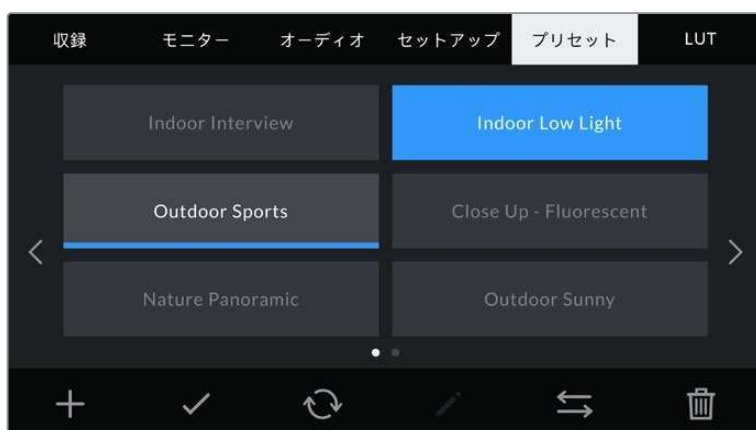 収録 モニター オーディオ セットアップ プリセット LUT
Indoor Interview Indoor Low Light
Outdoor Sports Close Up - Fluorescent
Nature Panoramic Outdoor Sunny